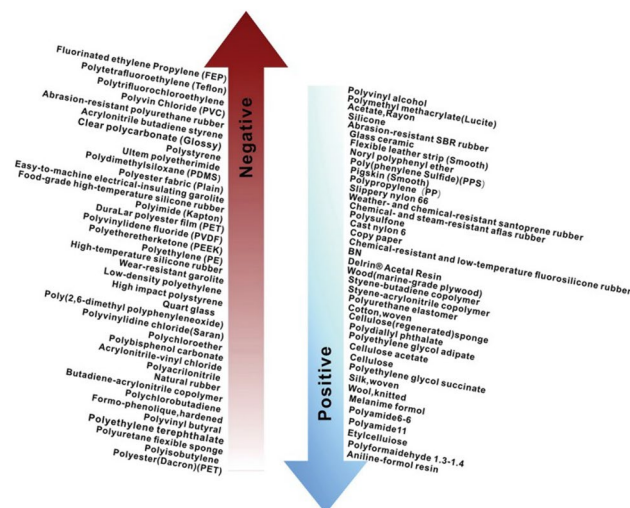 Fluorinated ethylene Propylene (FEP)
Polytetrafluoroethylene (Teflon)
Polytrifurochloroethylene
Polyvin Chloride (PVC)
Abrasion-resistant polyurethane rubber
Acrylonitrile butadiene styrene
Clear polycarbonate (Glossy)
Polystyrene
Ultem polyetherimide
Polydimethylsiloxane (PDMS)
Polyester fabric (Plain)
Easy-to-machine electrical-insulating garolite
Food-grade high-temperature silicone rubber
Polyimide (Kapton)
DuraLar polyester film (PET)
Polyvinylidene fluoride (PVDF)
Polyetheretherketone (PEEK)
Polyethylene (PE)
High-temperature silicone rubber
Wear-resistant garolite
Low-density polyethylene
High impact polystyrene
Quart glass
Poly(2,6-dimethyl polyphenyleneoxide)
Polyvinylidine chloride(Saran)
Polychloroether
Polybisphenol carbonate
Acrylonitrile-vinyl chloride
Polyacrilonitrile
Natural rubber
Butadiene-acrylonitrile copolymer
Polychlorobutadiene
Formo-phenolique,hardened
Polyvinyl butyral
Polyethylene terephthalate
Polyuretane flexible sponge
Polyisobutylene
Polyester(Dacron)(PET)
Negative
Positive
Polyvinyl alcohol
Polymethyl methacrylate(Lucite)
Acetate,Rayon
Silicone
Abrasion-resistant SBR rubber
Glass ceramic
Flexible leather strip (Smooth)
Noryl polyphenyl ether
Poly(phenylene Sulfide)(PPS)
Pigskin (Smooth)
Polypropylene (PP)
Slippery nylon 66
Weather- and chemical-resistant santoprene rubber
Chemical- and steam-resistant aflas rubber
Polysulfone
Cast nylon 6
Copy paper
Chemical-resistant and low-temperature fluorosilicone rubber
BN
Delrin® Acetal Resin
Wood(marine-grade plywood)
Styene-butadiene copolymer
Styene-acrylonitrile copolymer
Polyurethane elastomer
Cotton,woven
Cellulose(regenerated)sponge
Polydiallyl phthalate
Polyethylene glycol adipate
Cellulose acetate
Cellulose
Polyethylene glycol succinate
Silk,woven
Wool,knitted
Melanime formol
Polyamide6-6
Polyamide11
Etylcelluiose
Polyformaidehyde 1.3-1.4
Aniline-formol resin